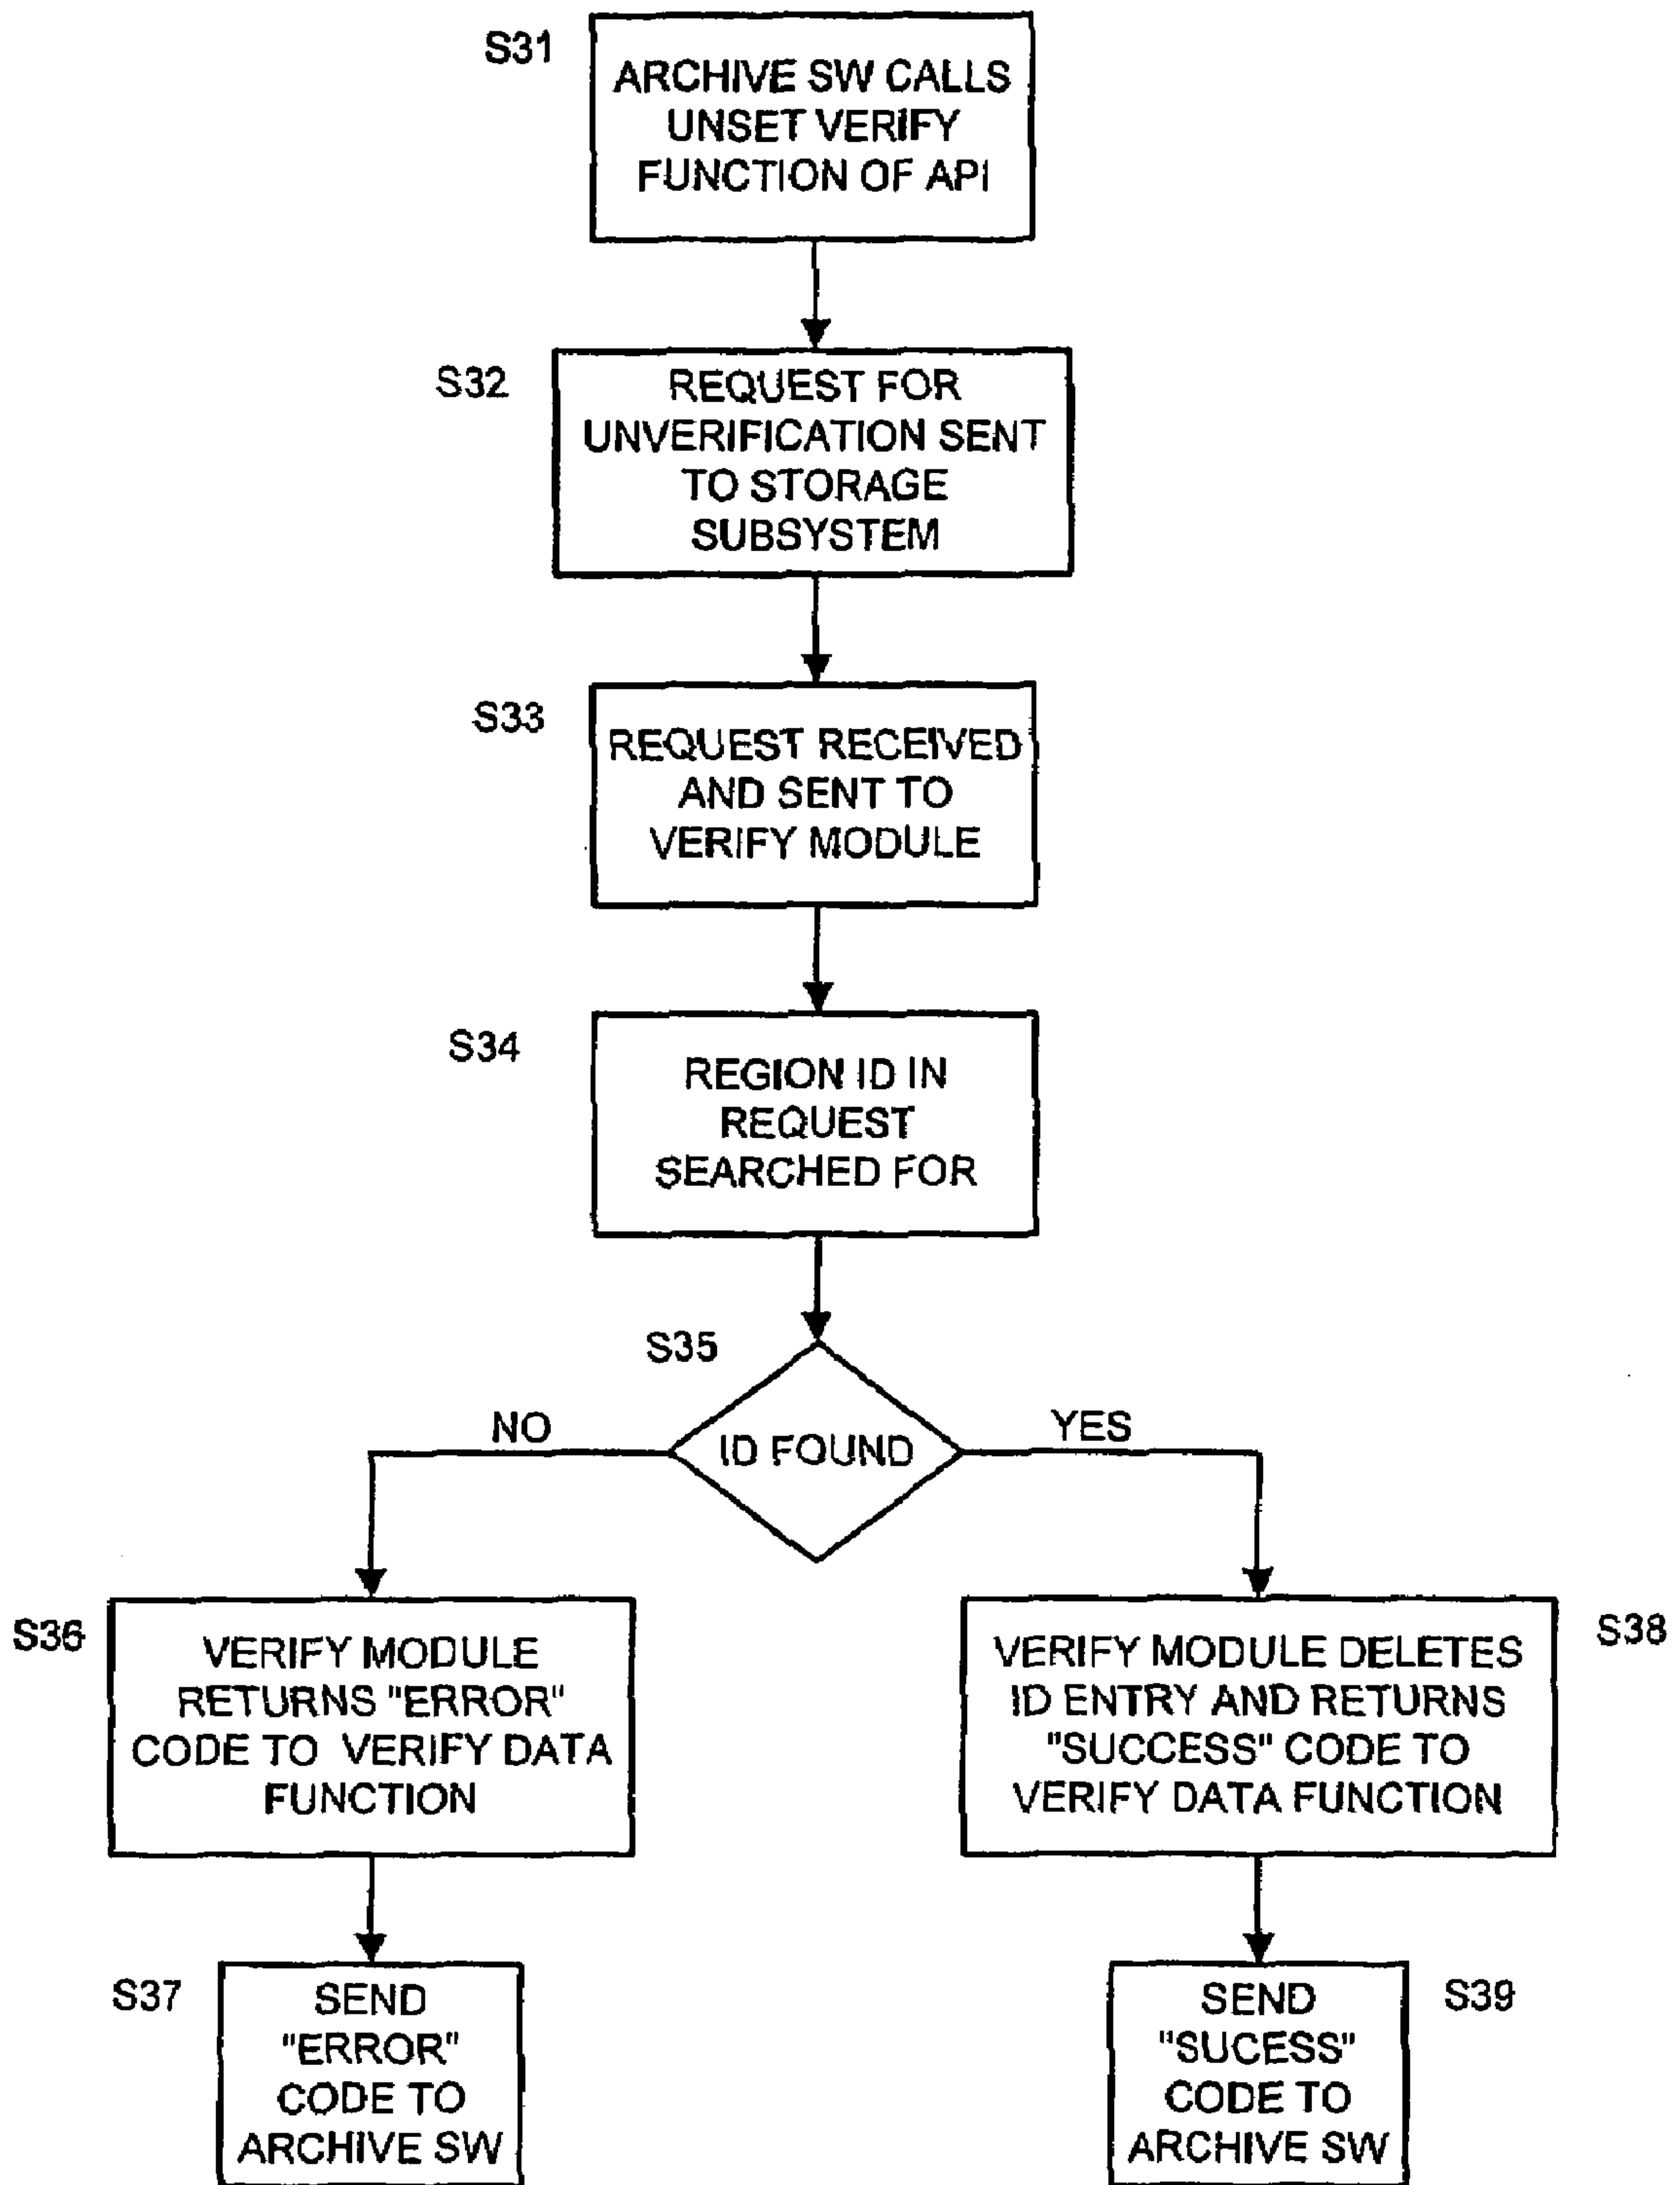 S31
ARCHIVE SW CALLS
UNSET VERIFY
FUNCTION OF API
S32
REQUEST FOR
UNVERIFICATION SENT
TO STORAGE
SUBSYSTEM
S33
REQUEST RECEIVED
AND SENT TO
VERIFY MODULE
S34
REGION ID IN
REQUEST
SEARCHED FOR
S35
NO
ID FOUND
YES
S36
VERIFY MODULE
RETURNS "ERROR"
CODE TO VERIFY DATA
FUNCTION
S38
VERIFY MODULE DELETES
ID ENTRY AND RETURNS
"SUCCESS" CODE TO
VERIFY DATA FUNCTION
S37
SEND
"ERROR"
CODE TO
ARCHIVE SW
S39
SEND
"SUCESS"
CODE TO
ARCHIVE SW